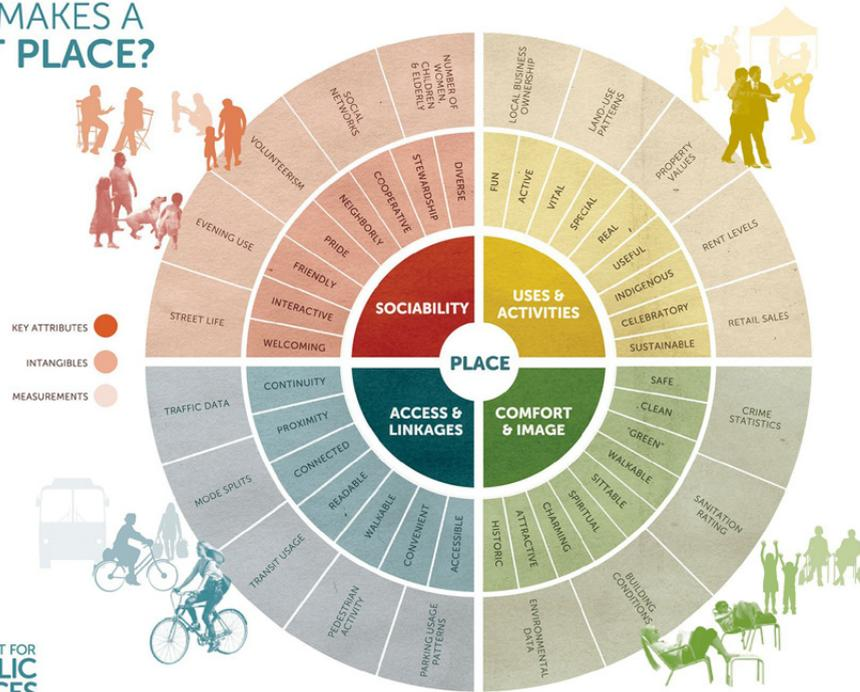 MAKES A
T PLACE?
NUMBER OF
WOMEN,
CHILDREN
& ELDERLY
SOCIAL
NETWORKS
VOLUNTEERISM
EVENING USE
STREET LIFE
LOCAL BUSINESS
OWNERSHIP
LAND-USE
PATTERNS
PROPERTY
VALUES
RENT LEVELS
RETAIL SALES
DIVERSE
STEWARDSHIP
COOPERATIVE
NEIGHBORLY
PRIDE
FRIENDLY
INTERACTIVE
WELCOMING
FUN
ACTIVE
VITAL
SPECIAL
REAL
USEFUL
INDIGENOUS
CELEBRATORY
SUSTAINABLE
SOCIABILITY
USES &
ACTIVITIES
PLACE
ACCESS &
LINKAGES
COMFORT
& IMAGE
KEY ATTRIBUTES
INTANGIBLES
MEASUREMENTS
CONTINUITY
PROXIMITY
CONNECTED
READABLE
WALKABLE
CONVENIENT
ACCESSIBLE
SAFE
CLEAN
"GREEN"
WALKABLE
SITTABLE
SPIRITUAL
CHARMING
ATTRACTIVE
HISTORIC
TRAFFIC DATA
MODE SPLITS
TRANSIT USAGE
PEDESTRIAN
ACTIVITY
PARKING USAGE
PATTERNS
CRIME
STATISTICS
SANITATION
RATING
BUILDING
CONDITIONS
ENVIRONMENTAL
DATA
T FOR
LIC
CES